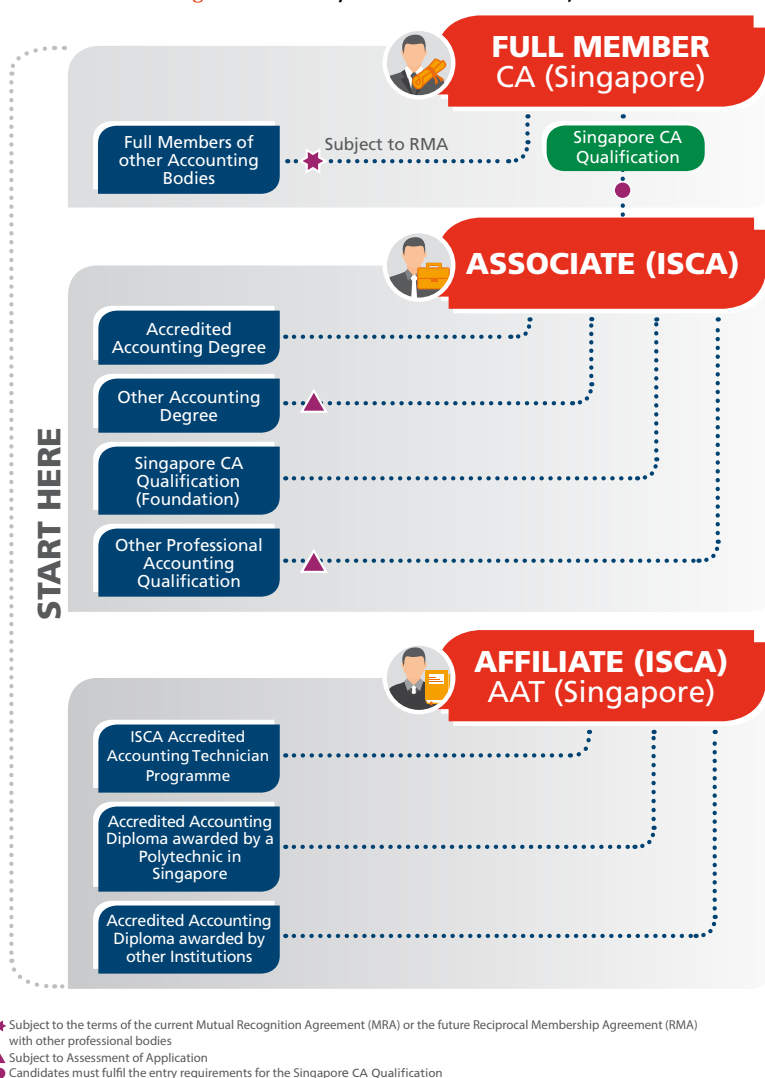 FULL MEMBER
CA (Singapore)
Full Members of
other Accounting
Bodies
Subject to RMA
Singapore CA
Qualification
ASSOCIATE (ISCA)
Accredited
Accounting Degree
Other Accounting
Degree
Singapore CA
Qualification
(Foundation)
Other Professional
Accounting
Qualification
START HERE
AFFILIATE (ISCA)
AAT (Singapore)
ISCA Accredited
Accounting Technician
Programme
Accredited Accounting
Diploma awarded by a
Polytechnic in
Singapore
Accredited Accounting
Diploma awarded by
other Institutions
Subject to the terms of the current Mutual Recognition Agreement (MRA) or the future Reciprocal Membership Agreement (RMA)
with other professional bodies
Subject to Assessment of Application
Candidates must fulfil the entry requirements for the Singapore CA Qualification